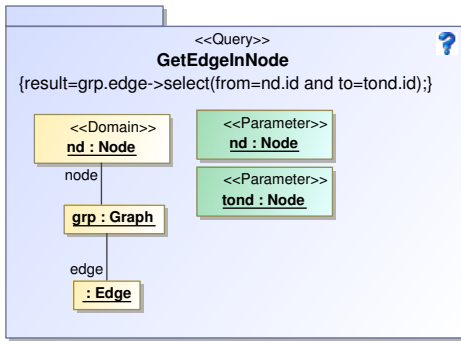 <<Query>>
GetEdgeInNode
{result=grp.edge->select(from=nd.id and to=tond.id);}
<<Domain>>
nd : Node
<<Parameter>>
nd : Node
node
<<Parameter>>
tond : Node
grp : Graph
edge
: Edge